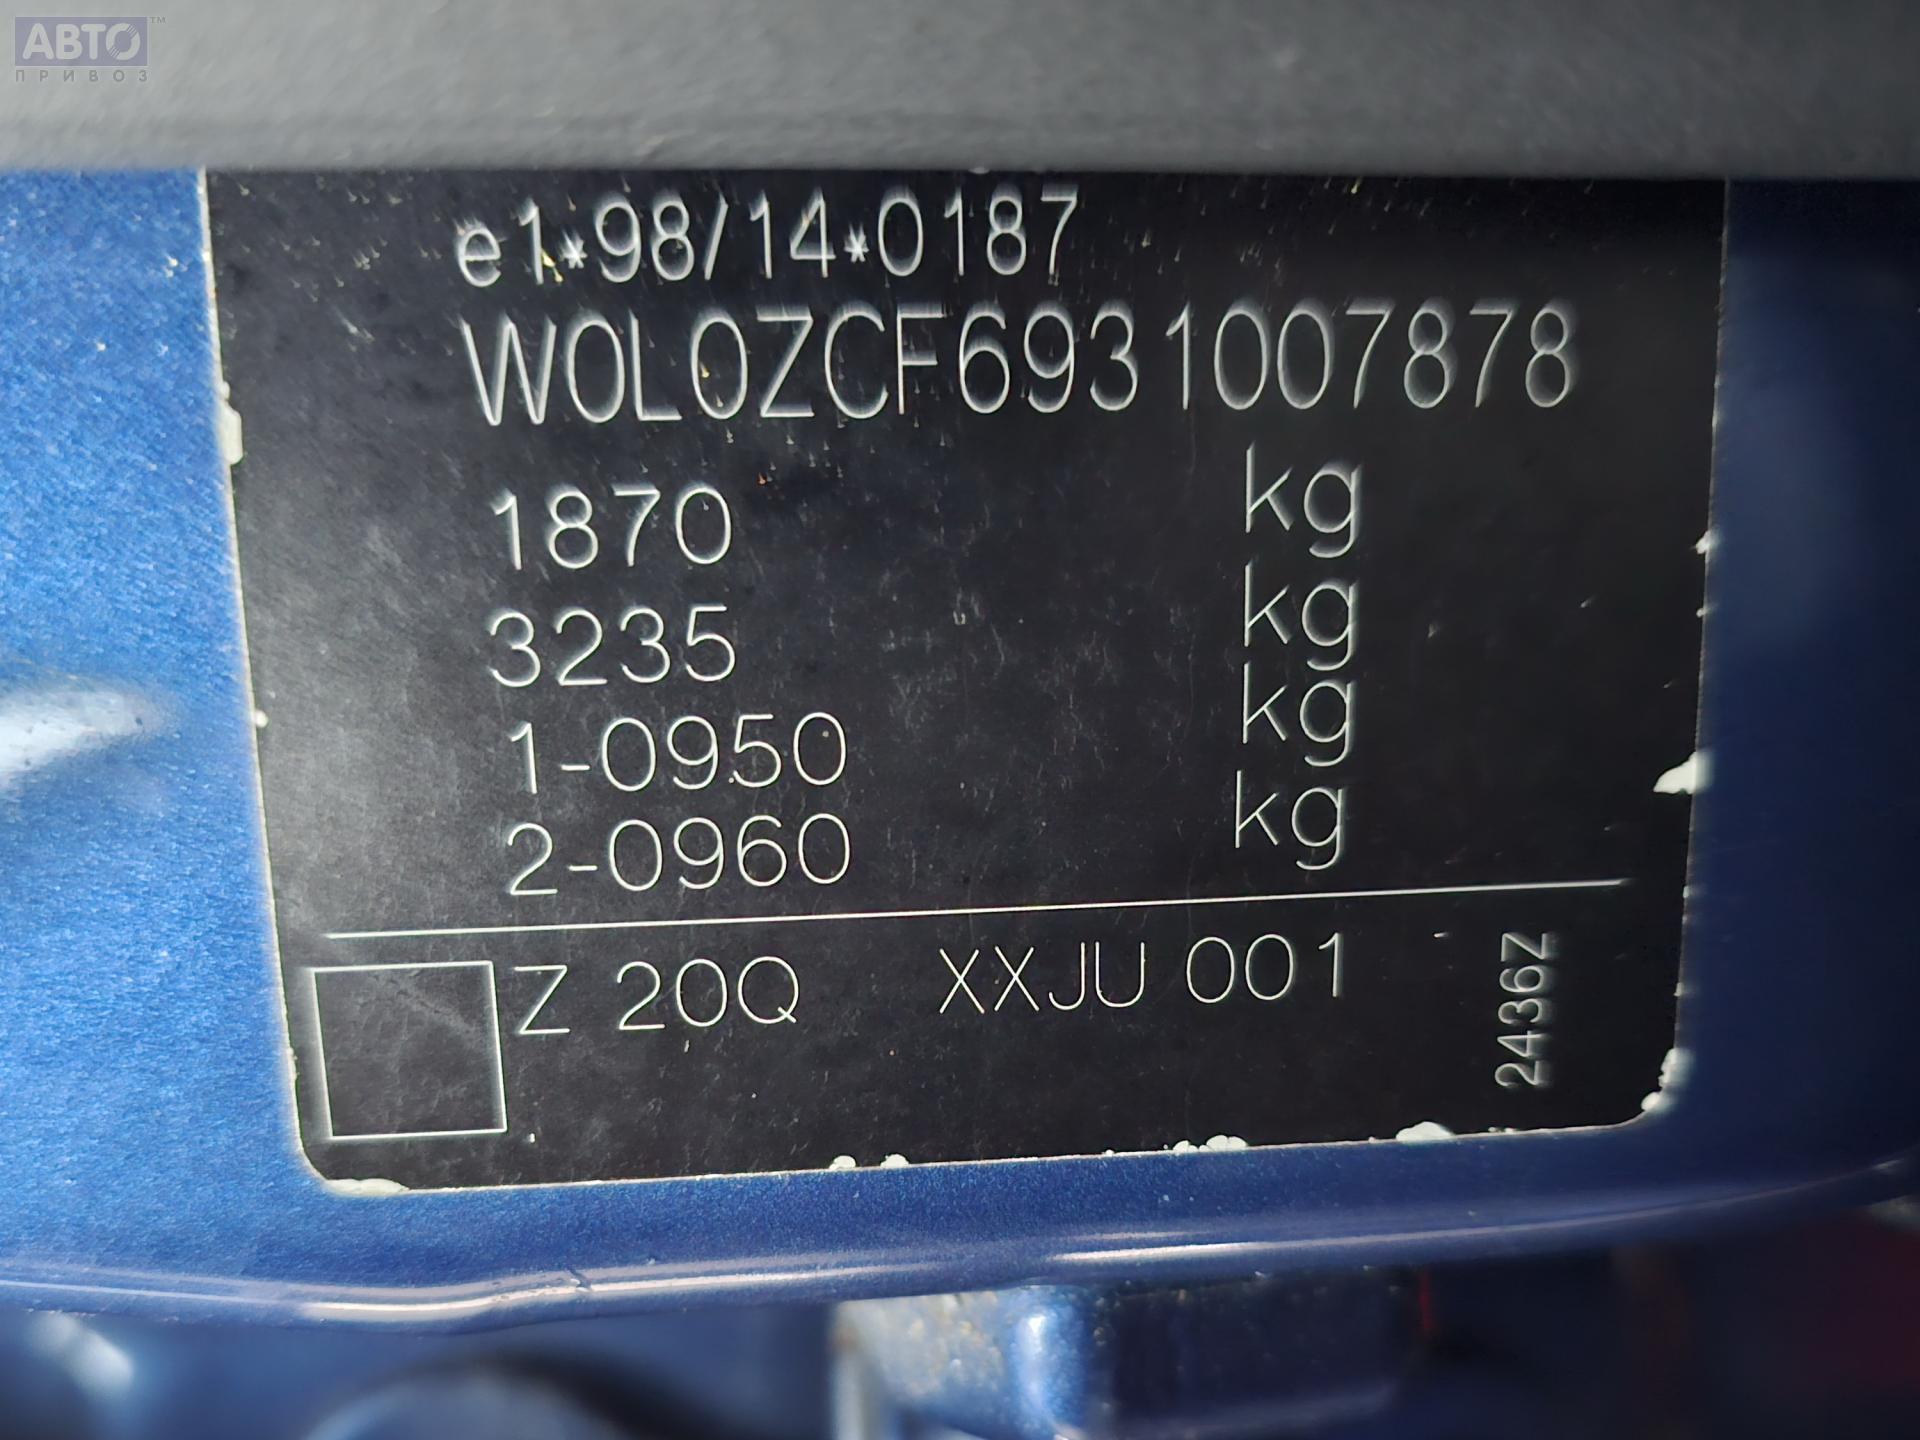 АВТО™
ПРИВОЗ
e1*98/14*0187
W0L0ZCF6931007878
1870 kg
3235 kg
1-0950 kg
2-0960 kg
Z 20Q XXJU 001
2436Z